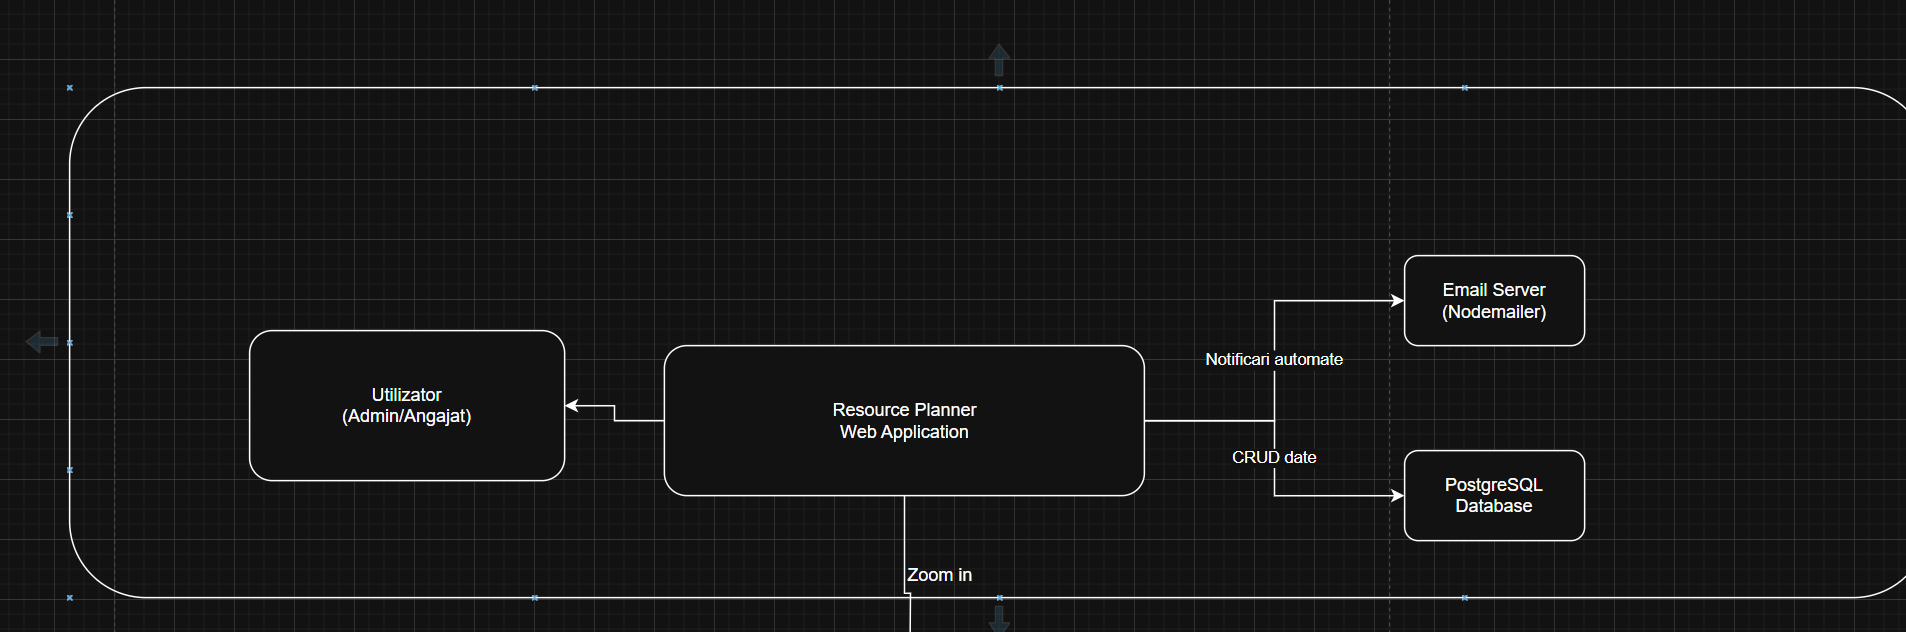 Utilizator
(Admin/Angajat)
Resource Planner
Web Application
Notificari automate
CRUD date
Email Server
(Nodemailer)
PostgreSQL
Database
Zoom in